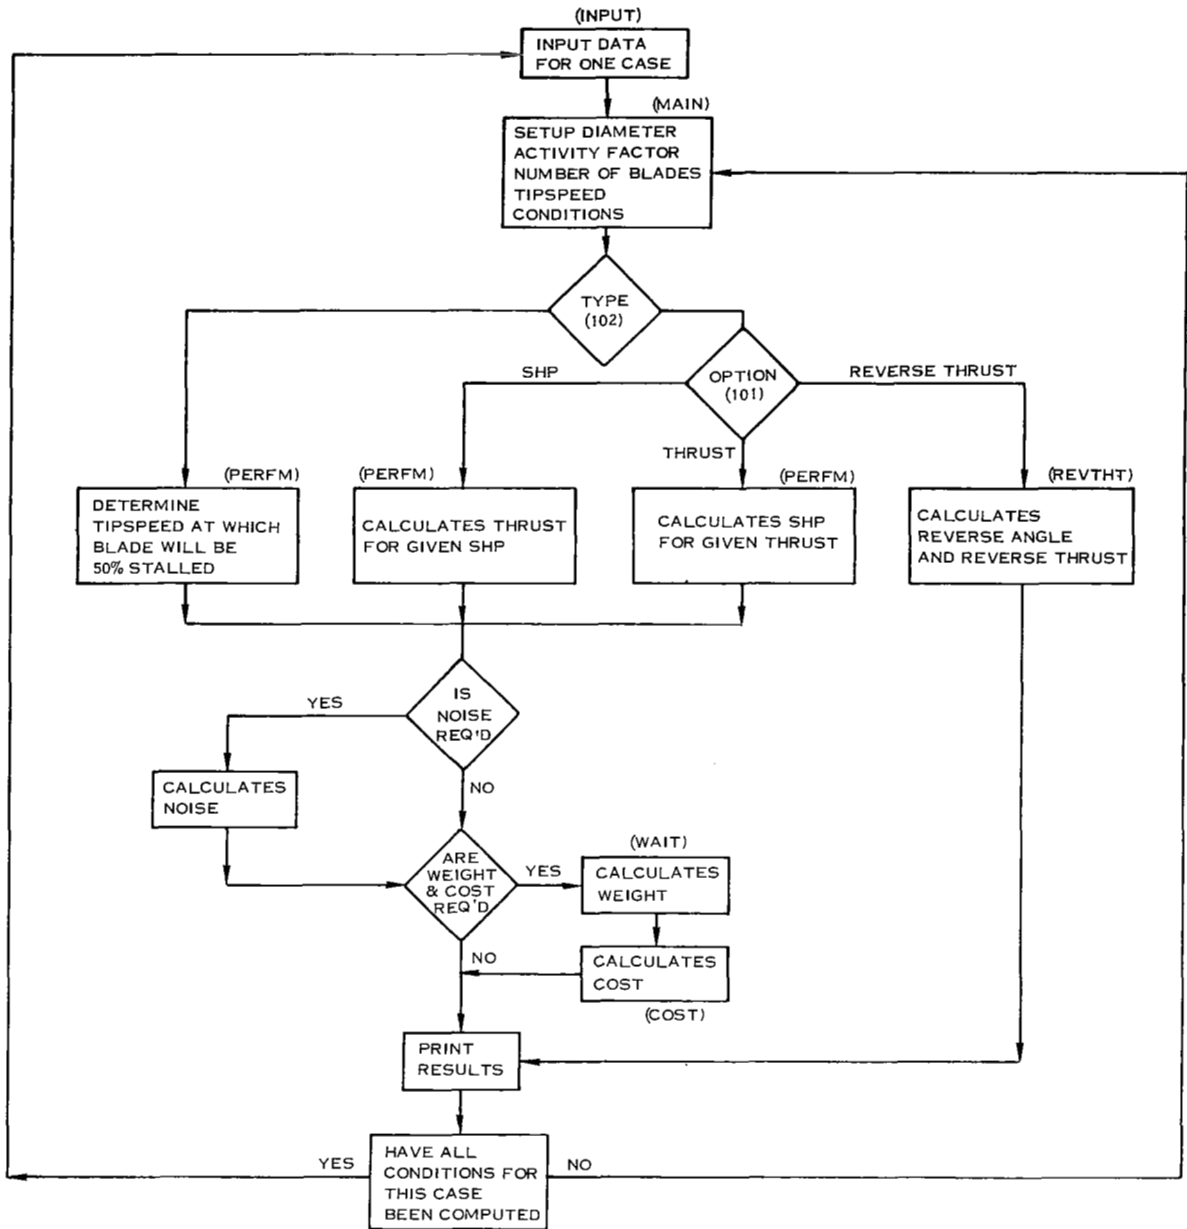 (INPUT)
INPUT DATA
FOR ONE CASE
(MAIN)
SETUP DIAMETER
ACTIVITY FACTOR
NUMBER OF BLADES
TIPSPEED
CONDITIONS
TYPE
(102)
SHP
OPTION
(101)
REVERSE THRUST
THRUST
(PERFM)
DETERMINE
TIPSPEED AT WHICH
BLADE WILL BE
50% STALLED
(PERFM)
CALCULATES THRUST
FOR GIVEN SHP
(PERFM)
CALCULATES SHP
FOR GIVEN THRUST
(REVTHT)
CALCULATES
REVERSE ANGLE
AND REVERSE THRUST
YES
IS
NOISE
REQ'D
NO
CALCULATES
NOISE
ARE
WEIGHT
& COST
REQ'D
YES
(WAIT)
CALCULATES
WEIGHT
NO
CALCULATES
COST
(COST)
PRINT
RESULTS
YES
HAVE ALL
CONDITIONS FOR
THIS CASE
BEEN COMPUTED
NO